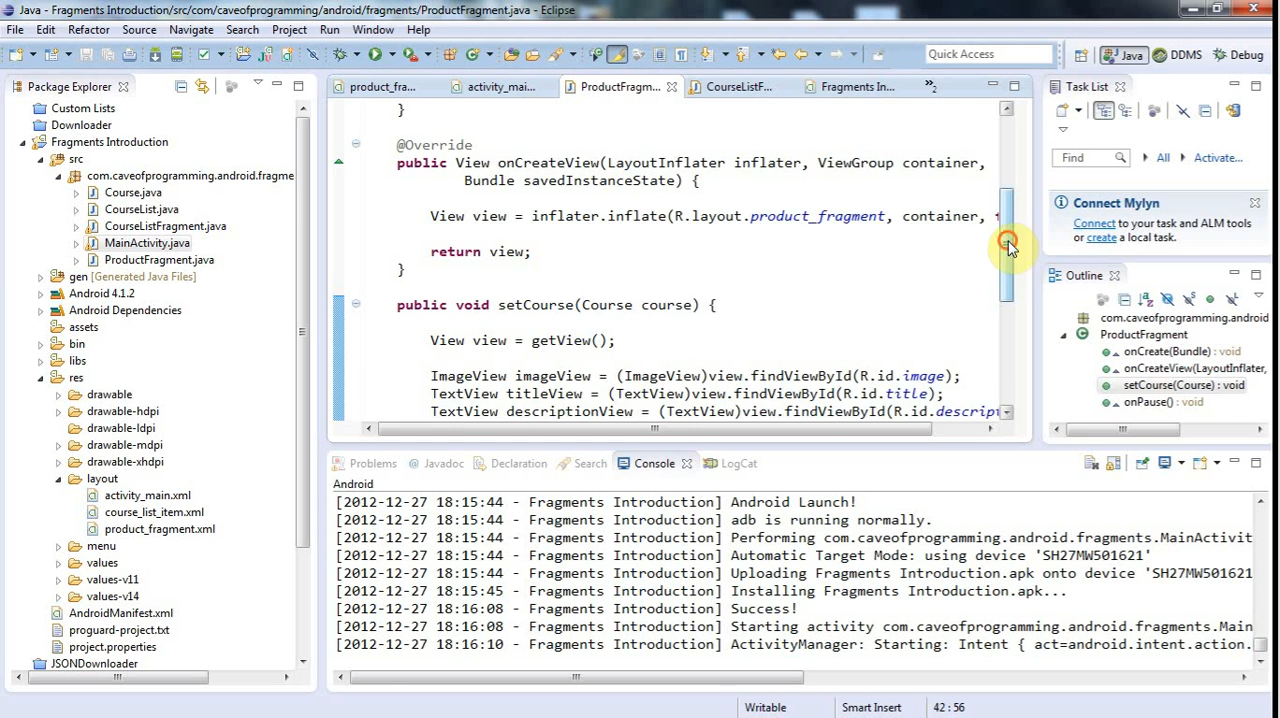 Java - Fragments Introduction/src/com/caveofprogramming/android/fragments/ProductFragment.java - Eclipse
File Edit Refactor Source Navigate Search Project Run Window Help
Quick Access
Java
DDMS
Debug
Package Explorer
Custom Lists
Downloader
Fragments Introduction
src
com.caveofprogramming.android.fragme
Course.java
CourseList.java
CourseListFragment.java
MainActivity.java
ProductFragment.java
gen [Generated Java Files]
Android 4.1.2
Android Dependencies
assets
bin
libs
res
drawable
drawable-hdpi
drawable-ldpi
drawable-mdpi
drawable-xhdpi
layout
activity_main.xml
course_list_item.xml
product_fragment.xml
menu
values
values-v11
values-v14
AndroidManifest.xml
proguard-project.txt
project.properties
JSONDownloader
product_fra...
activity_mai...
ProductFragm...
CourseListF...
Fragments In...
»2
}
@Override
public View onCreateView(LayoutInflater inflater, ViewGroup container,
Bundle savedInstanceState) {
View view = inflater.inflate(R.layout.product_fragment, container,
return view;
}
public void setCourse(Course course) {
View view = getView();
ImageView imageView = (ImageView)view.findViewById(R.id.image);
TextView titleView = (TextView)view.findViewById(R.id.title);
TextView descriptionView = (TextView)view.findViewById(R.id.descript
Task List
Find
All
Activate...
Connect Mylyn
Connect to your task and ALM tools
or create a local task.
Outline
com.caveofprogramming.android
ProductFragment
onCreate(Bundle) : void
onCreateView(LayoutInflater,
setCourse(Course) : void
onPause() : void
Problems
Javadoc
Declaration
Search
Console
LogCat
Android
[2012-12-27 18:15:44 - Fragments Introduction] Android Launch!
[2012-12-27 18:15:44 - Fragments Introduction] adb is running normally.
[2012-12-27 18:15:44 - Fragments Introduction] Performing com.caveofprogramming.android.fragments.MainActivit
[2012-12-27 18:15:44 - Fragments Introduction] Automatic Target Mode: using device 'SH27MW501621'
[2012-12-27 18:15:44 - Fragments Introduction] Uploading Fragments Introduction.apk onto device 'SH27MW501621
[2012-12-27 18:15:45 - Fragments Introduction] Installing Fragments Introduction.apk...
[2012-12-27 18:16:08 - Fragments Introduction] Success!
[2012-12-27 18:16:08 - Fragments Introduction] Starting activity com.caveofprogramming.android.fragments.Main
[2012-12-27 18:16:10 - Fragments Introduction] ActivityManager: Starting: Intent { act=android.intent.action.
Writable
Smart Insert
42 : 56